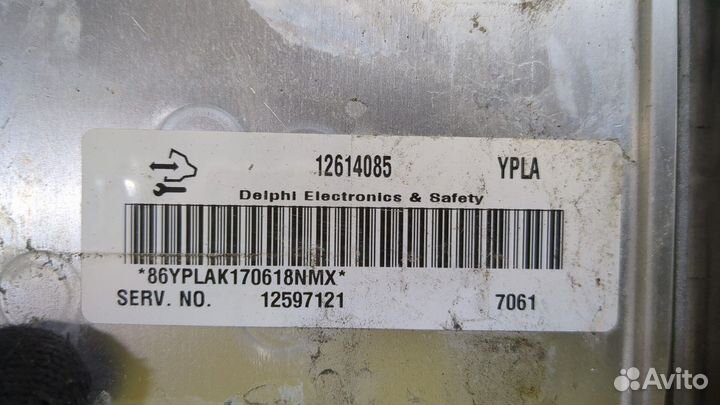 12614085 YPLA
Delphi Electronics & Safety
*86YPLAK170618NMX*
SERV. NO. 12597121 7061
Avito